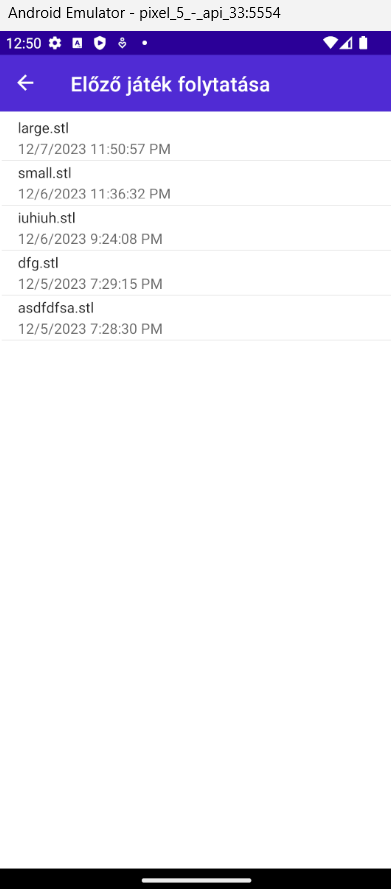 Android Emulator - pixel_5_-_api_33:5554
12:50
Előző játék folytatása
large.stl
12/7/2023 11:50:57 PM
small.stl
12/6/2023 11:36:32 PM
iuhiuh.stl
12/6/2023 9:24:08 PM
dfg.stl
12/5/2023 7:29:15 PM
asdfdfsa.stl
12/5/2023 7:28:30 PM